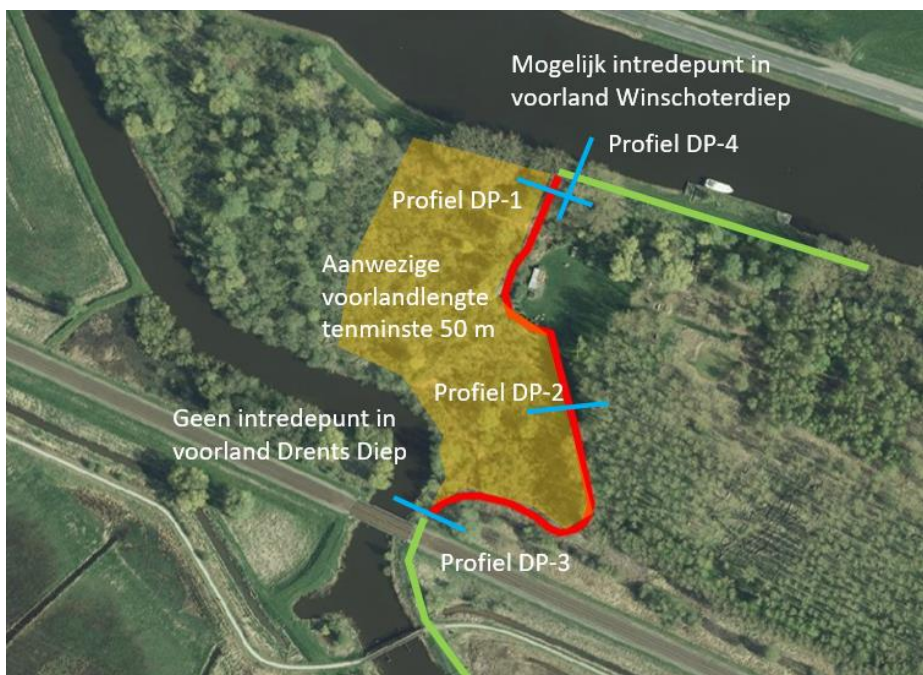 Mogelijk intredepunt in
voorland Winschoterdiep
Profiel DP-4
Profiel DP-1
Aanwezige
voorlandlengte
tenminste 50 m
Profiel DP-2
Geen intredepunt in
voorland Drents Diep
Profiel DP-3